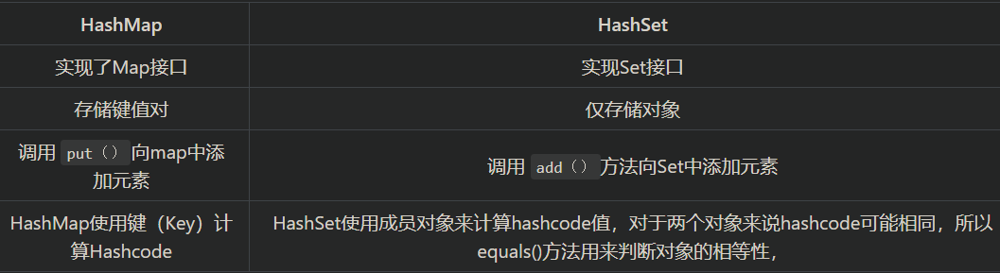 HashMap
HashSet
实现了Map接口
实现Set接口
存储键值对
仅存储对象
调用 put（）向map中添
加元素
调用 add（）方法向Set中添加元素
HashMap使用键（Key）计
算Hashcode
HashSet使用成员对象来计算hashcode值，对于两个对象来说hashcode可能相同，所以
equals()方法用来判断对象的相等性，